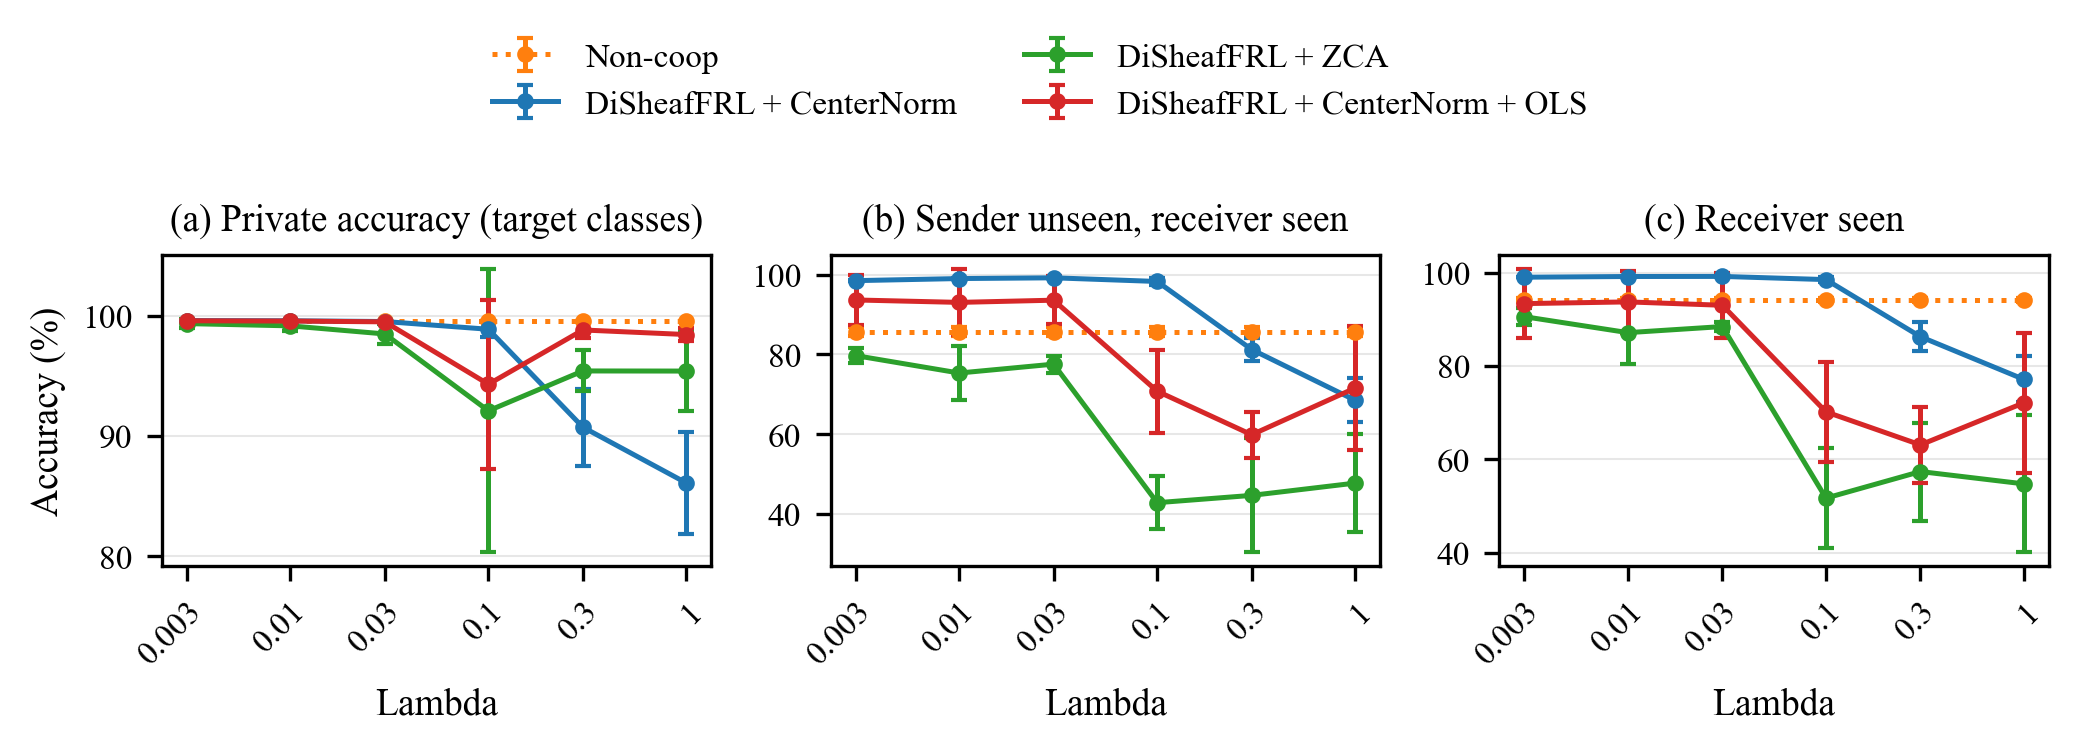 Non-coop
DiSheafFRL + CenterNorm
DiSheafFRL + ZCA
DiSheafFRL + CenterNorm + OLS
(a) Private accuracy (target classes)
Accuracy (%)
100
90
80
0.003 0.01 0.03 0.1 0.3 1
Lambda
(b) Sender unseen, receiver seen
100
80
60
40
0.003 0.01 0.03 0.1 0.3 1
Lambda
(c) Receiver seen
100
80
60
40
0.003 0.01 0.03 0.1 0.3 1
Lambda